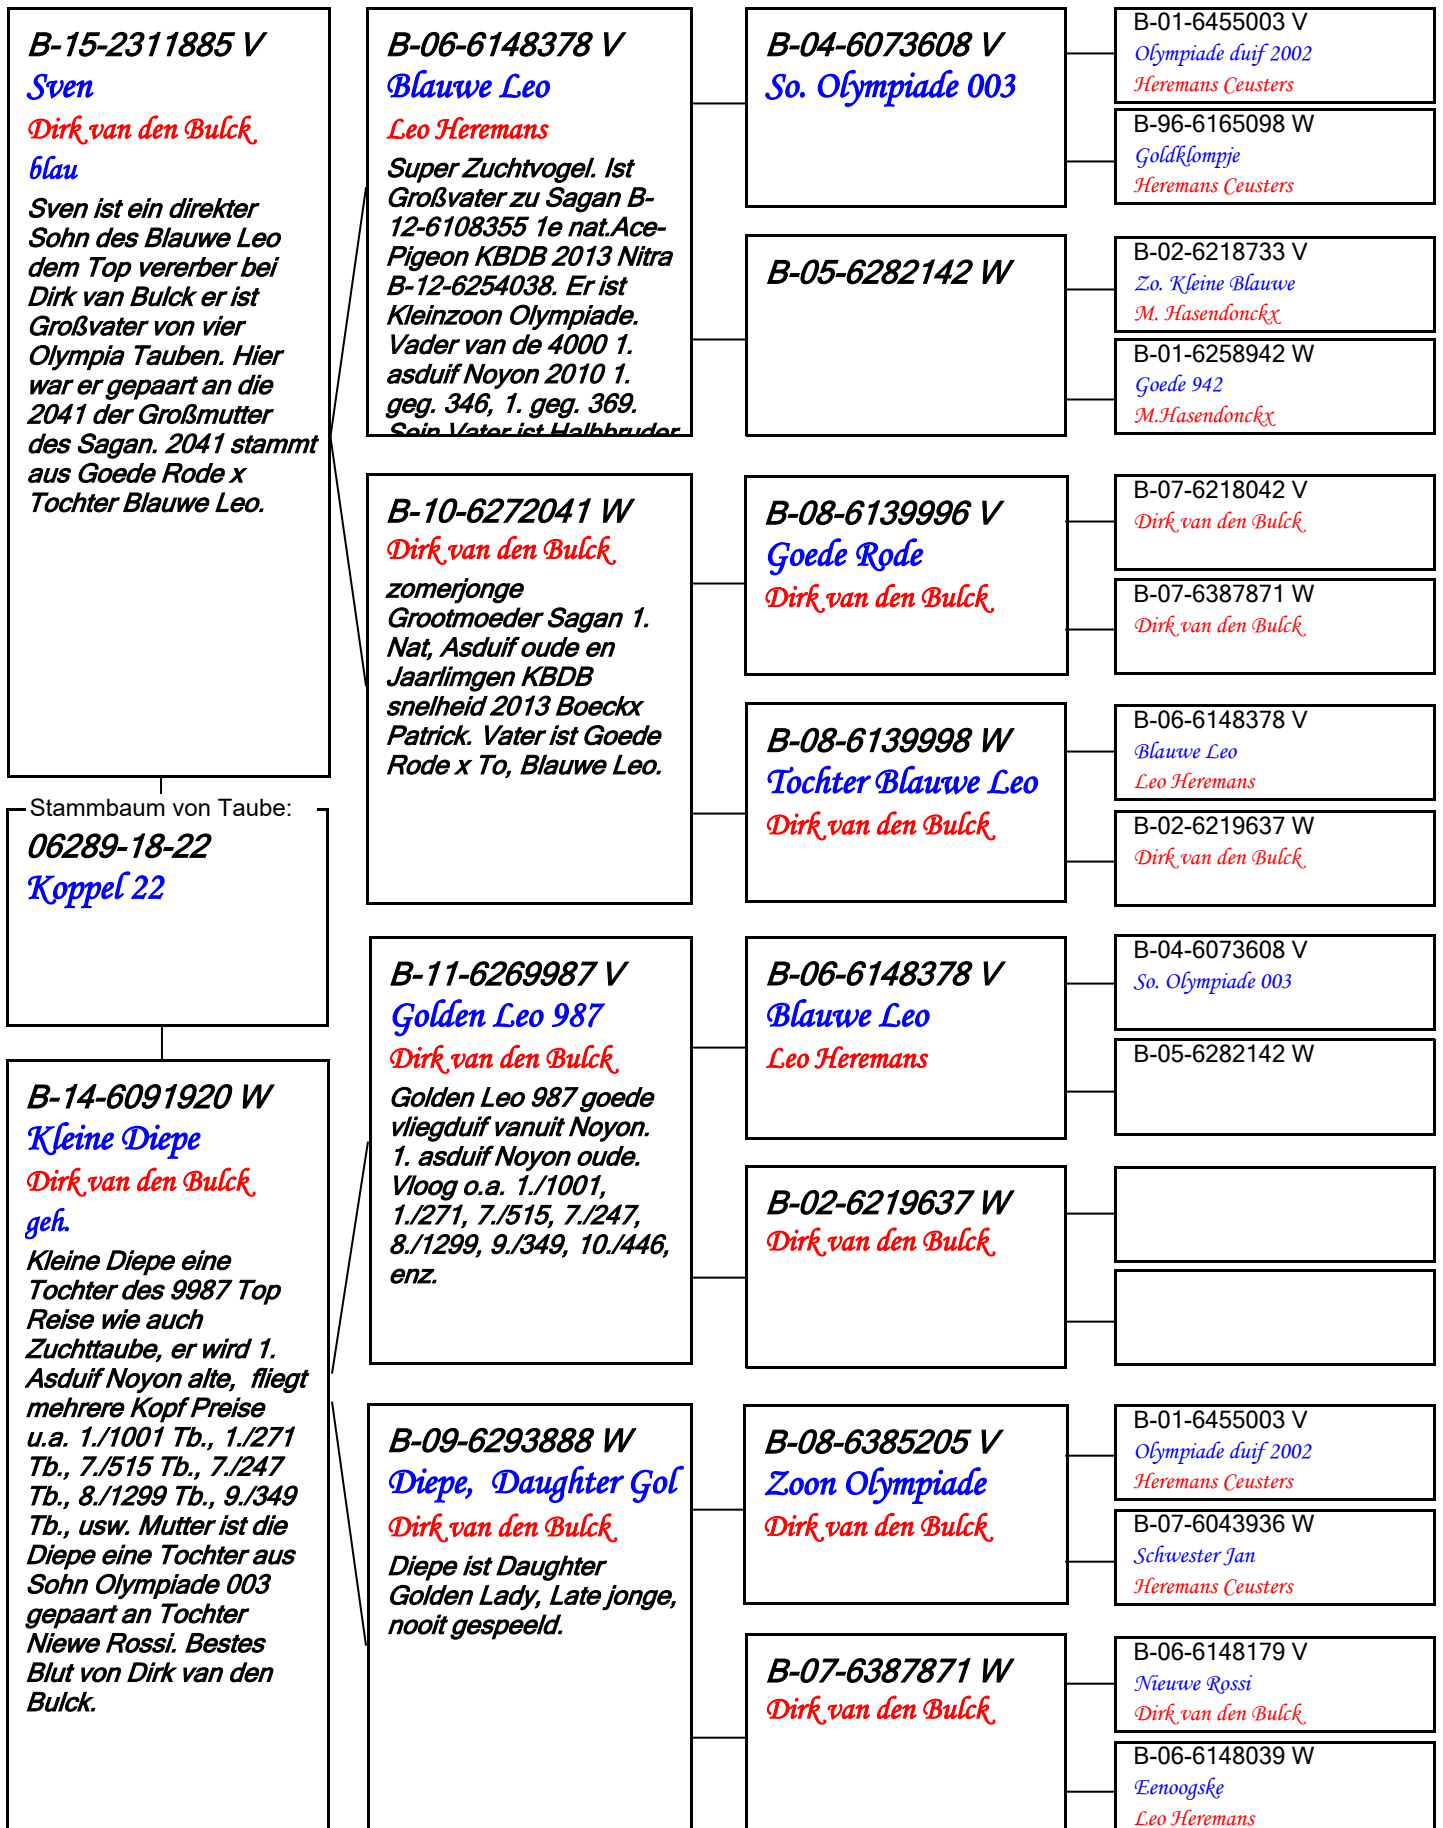 B-15-2311885 V
Sven
Dirk van den Bulck
blau
Sven ist ein direkter
Sohn des Blauwe Leo
dem Top vererber bei
Dirk van Bulck er ist
Großvater von vier
Olympia Tauben. Hier
war er gepaart an die
2041 der Großmutter
des Sagan. 2041 stammt
aus Goede Rode x
Tochter Blauwe Leo.
Stammbaum von Taube:
06289-18-22
Koppel 22
B-14-6091920 W
Kleine Diepe
Dirk van den Bulck
geh.
Kleine Diepe eine
Tochter des 9987 Top
Reise wie auch
Zuchttaube, er wird 1.
Asduif Noyon alte, fliegt
mehrere Kopf Preise
u.a. 1./1001 Tb., 1./271
Tb., 7./515 Tb., 7./247
Tb., 8./1299 Tb., 9./349
Tb., usw. Mutter ist die
Diepe eine Tochter aus
Sohn Olympiade 003
gepaart an Tochter
Niewe Rossi. Bestes
Blut von Dirk van den
Bulck.
B-06-6148378 V
Blauwe Leo
Leo Heremans
Super Zuchtvogel. Ist
Großvater zu Sagan B-
12-6108355 1e nat.Ace-
Pigeon KBDB 2013 Nitra
B-12-6254038. Er ist
Kleinzoon Olympiade.
Vader van de 4000 1.
asduif Noyon 2010 1.
geg. 346, 1. geg. 369.
Sein Vater ist Halbbruder
B-10-6272041 W
Dirk van den Bulck
zomerjonge
Grootmoeder Sagan 1.
Nat, Asduif oude en
Jaarlimgen KBDB
snelheid 2013 Boeckx
Patrick. Vater ist Goede
Rode x To, Blauwe Leo.
B-11-6269987 V
Golden Leo 987
Dirk van den Bulck
Golden Leo 987 goede
vliegduif vanuit Noyon.
1. asduif Noyon oude.
Vloog o.a. 1./1001,
1./271, 7./515, 7./247,
8./1299, 9./349, 10./446,
enz.
B-09-6293888 W
Diepe, Daughter Gol
Dirk van den Bulck
Diepe ist Daughter
Golden Lady, Late jonge,
nooit gespeeld.
B-04-6073608 V
So. Olympiade 003
B-05-6282142 W
B-08-6139996 V
Goede Rode
Dirk van den Bulck
B-08-6139998 W
Tochter Blauwe Leo
Dirk van den Bulck
B-06-6148378 V
Blauwe Leo
Leo Heremans
B-02-6219637 W
Dirk van den Bulck
B-08-6385205 V
Zoon Olympiade
Dirk van den Bulck
B-07-6387871 W
Dirk van den Bulck
B-01-6455003 V
Olympiade duif 2002
Heremans Ceusters
B-96-6165098 W
Goldklompje
Heremans Ceusters
B-02-6218733 V
Zo. Kleine Blauwe
M. Hasendonckx
B-01-6258942 W
Goede 942
M.Hasendonckx
B-07-6218042 V
Dirk van den Bulck
B-07-6387871 W
Dirk van den Bulck
B-06-6148378 V
Blauwe Leo
Leo Heremans
B-02-6219637 W
Dirk van den Bulck
B-04-6073608 V
So. Olympiade 003
B-05-6282142 W
B-01-6455003 V
Olympiade duif 2002
Heremans Ceusters
B-07-6043936 W
Schwester Jan
Heremans Ceusters
B-06-6148179 V
Nieuwe Rossi
Dirk van den Bulck
B-06-6148039 W
Eenoogske
Leo Heremans